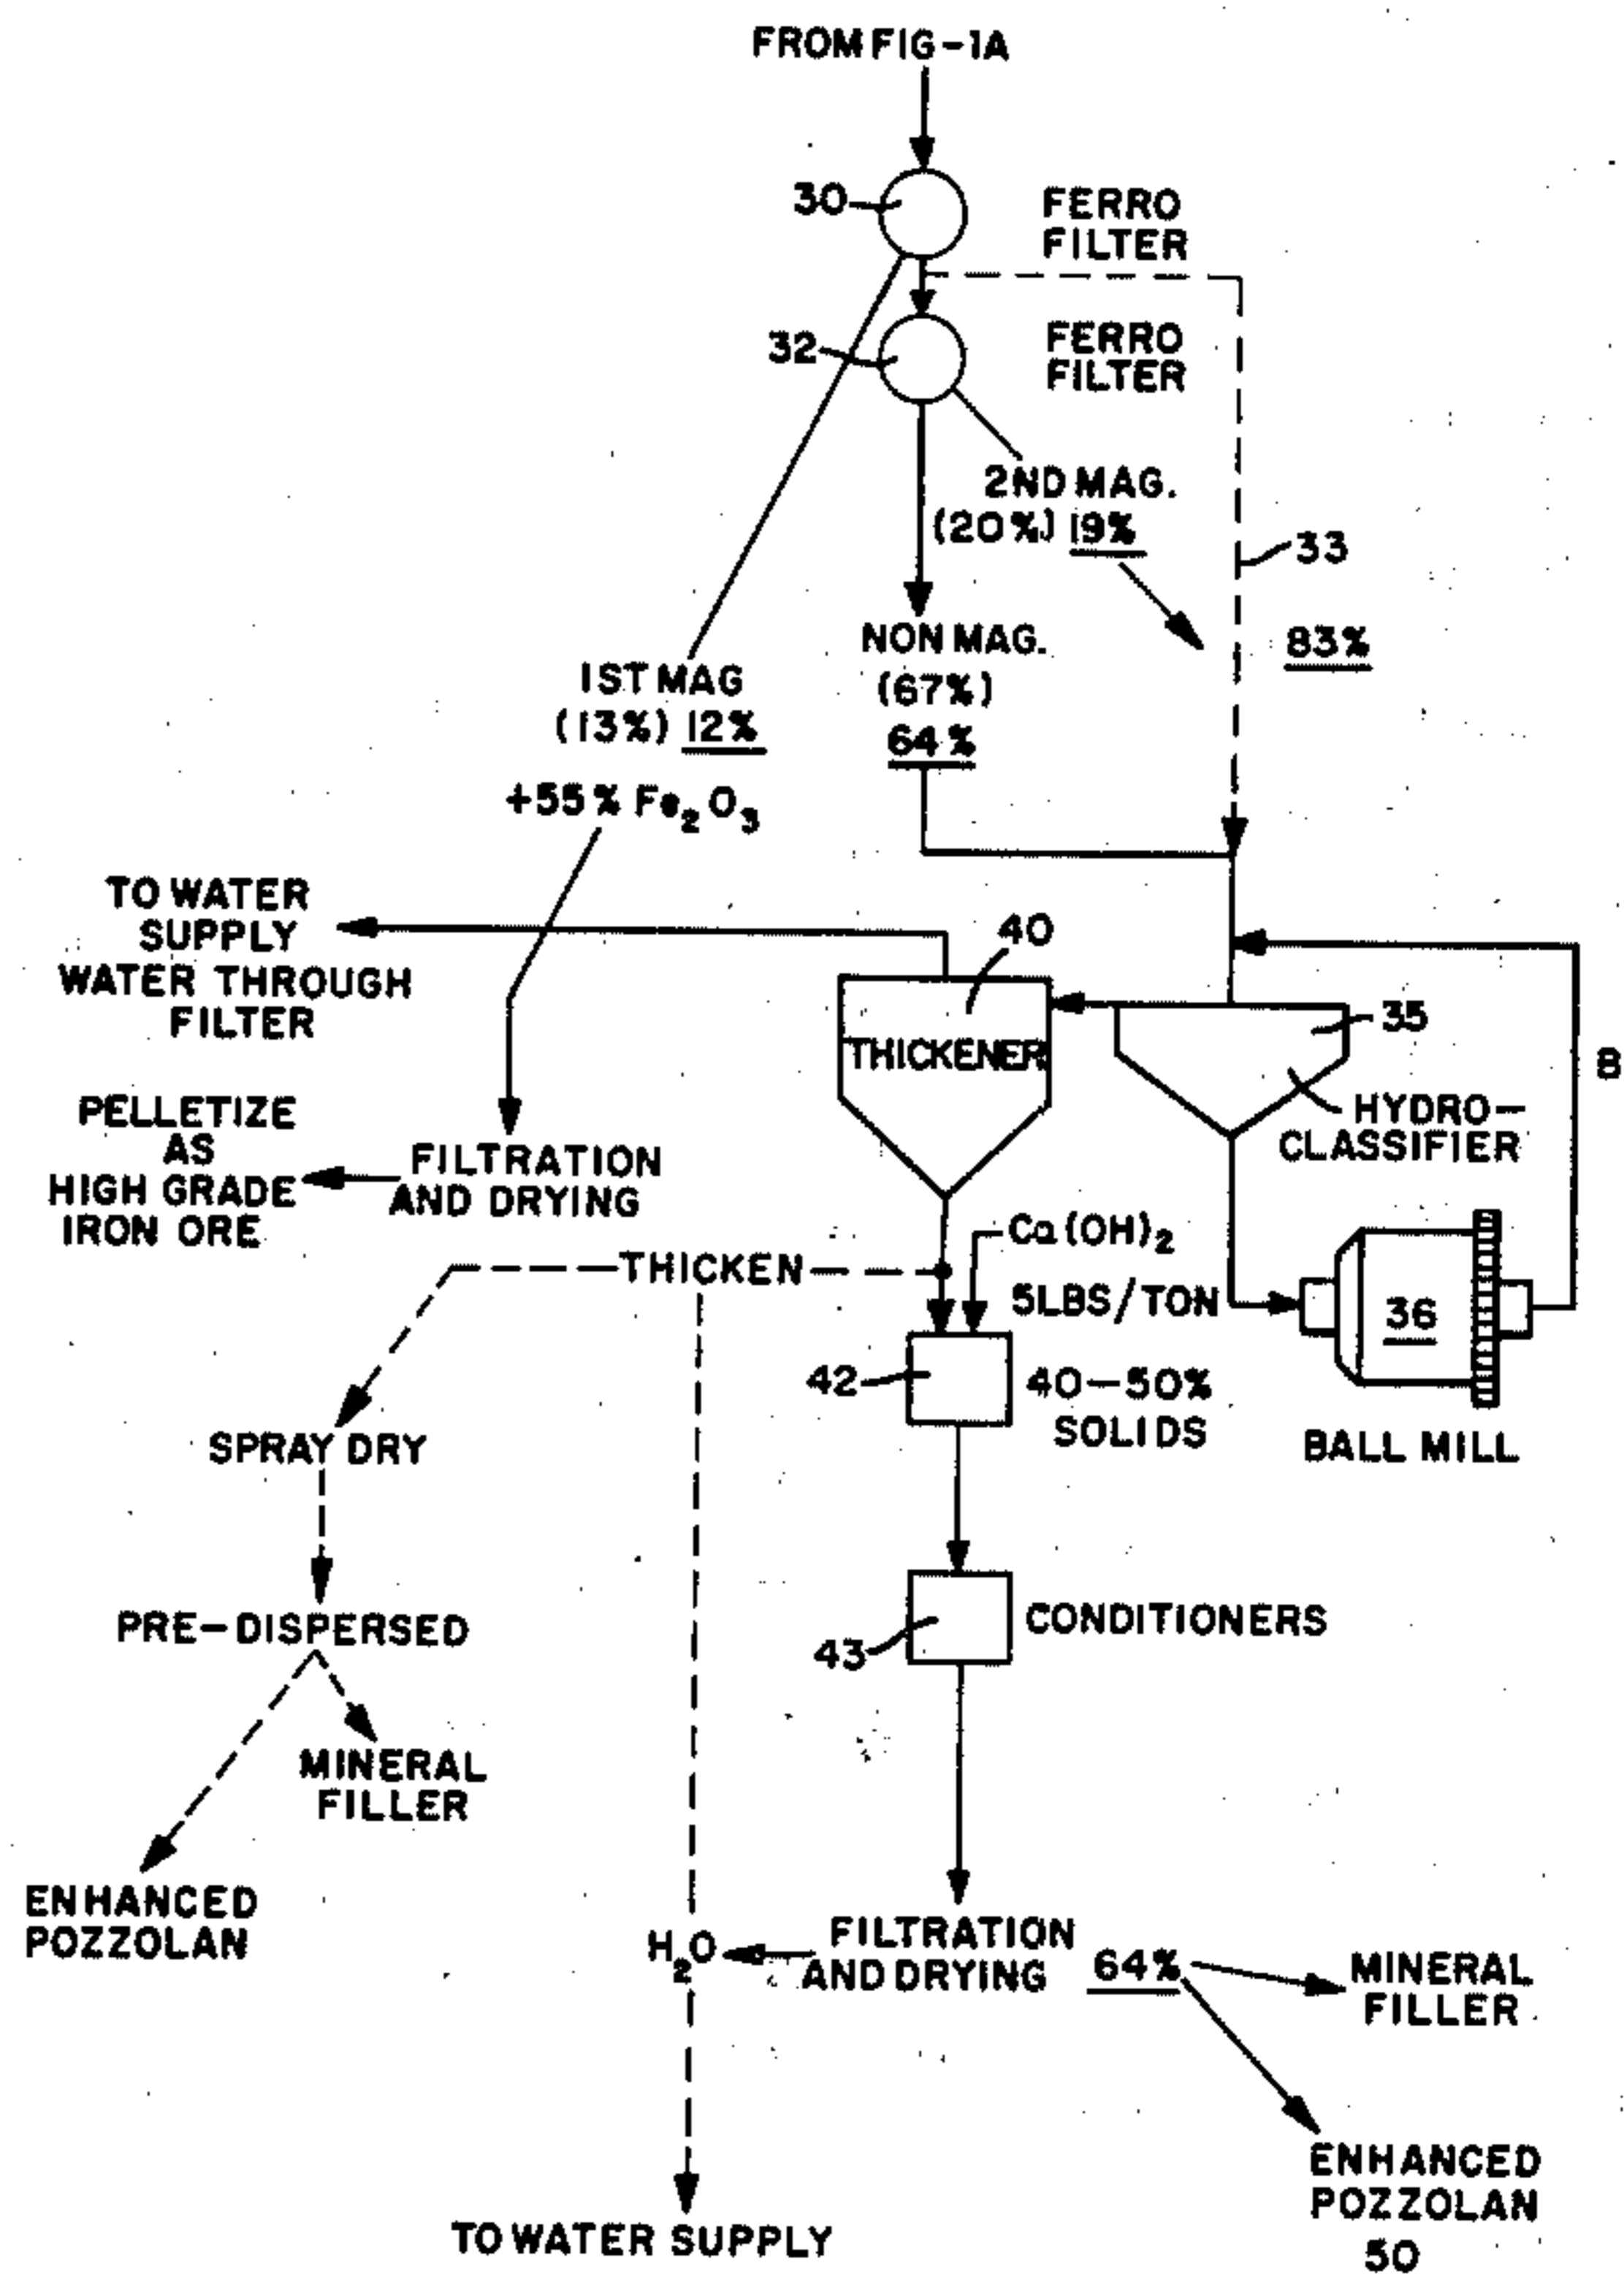 FROM FIG-1A
30
FERRO
FILTER
32
FERRO
FILTER
2ND MAG.
(20%) 19%
33
83%
NON MAG.
(67%)
64%
1ST MAG
(13%) 12%
+55% Fe2O3
TO WATER
SUPPLY
WATER THROUGH
FILTER
40
THICKENER
35
HYDRO-
CLASSIFIER
8
PELLETIZE
AS
HIGH GRADE
IRON ORE
FILTRATION
AND DRYING
Ca(OH)2
THICKEN
5LBS/TON
36
42
40-50%
SOLIDS
BALL MILL
SPRAY DRY
PRE-DISPERSED
43
CONDITIONERS
MINERAL
FILLER
ENHANCED
POZZOLAN
H2O
FILTRATION
AND DRYING
64%
MINERAL
FILLER
ENHANCED
POZZOLAN
50
TO WATER SUPPLY